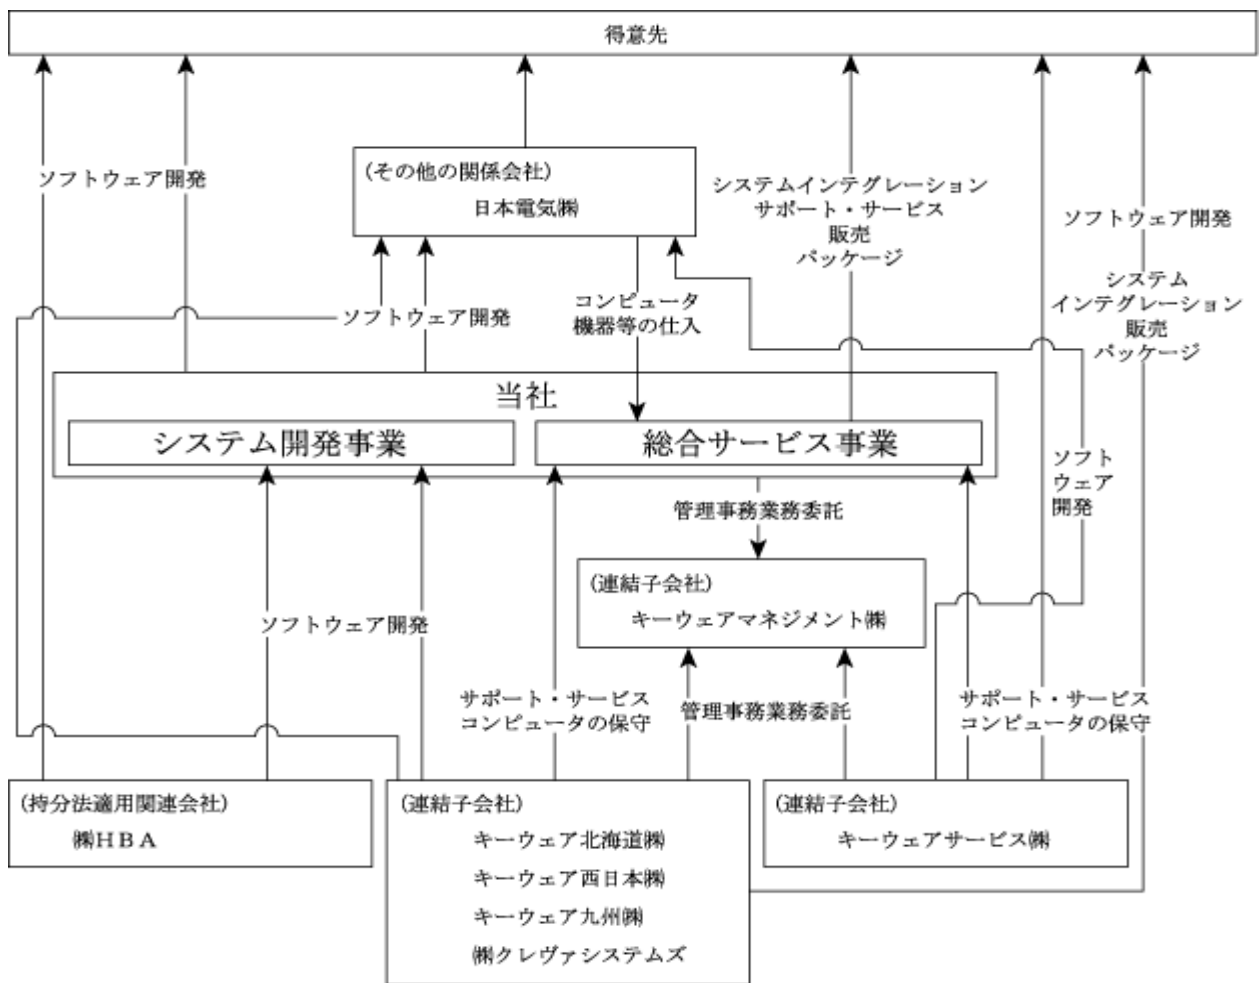 得意先
ソフトウェア開発
(その他の関係会社)
日本電気㈱
システムインテグレーション
サポート・サービス
販売
パッケージ
ソフトウェア開発
システム
インテグレーション
販売
パッケージ
ソフトウェア開発
コンピュータ
機器等の仕入
当社
システム開発事業
総合サービス事業
ソフト
ウェア
開発
管理事務業務委託
(連結子会社)
キーウェアマネジメント㈱
ソフトウェア開発
サポート・サービス
コンピュータの保守
管理事務業務委託
サポート・サービス
コンピュータの保守
(持分法適用関連会社)
㈱ＨＢＡ
(連結子会社)
キーウェア北海道㈱
キーウェア西日本㈱
キーウェア九州㈱
㈱クレヴァシステムズ
(連結子会社)
キーウェアサービス㈱